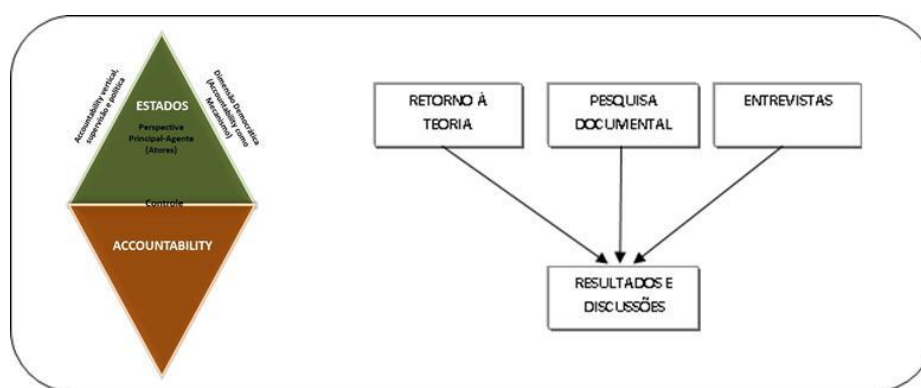 Accountability vertical,
supervisão e política
Dimensão Democrática
(Accountability como
Mecanismo)
ESTADOS
Perspectiva
Principal-Agente
(Atores)
Controle
ACCOUNTABILITY
RETORNO À
TEORIA
PESQUISA
DOCUMENTAL
ENTREVISTAS
RESULTADOS E
DISCUSSÕES